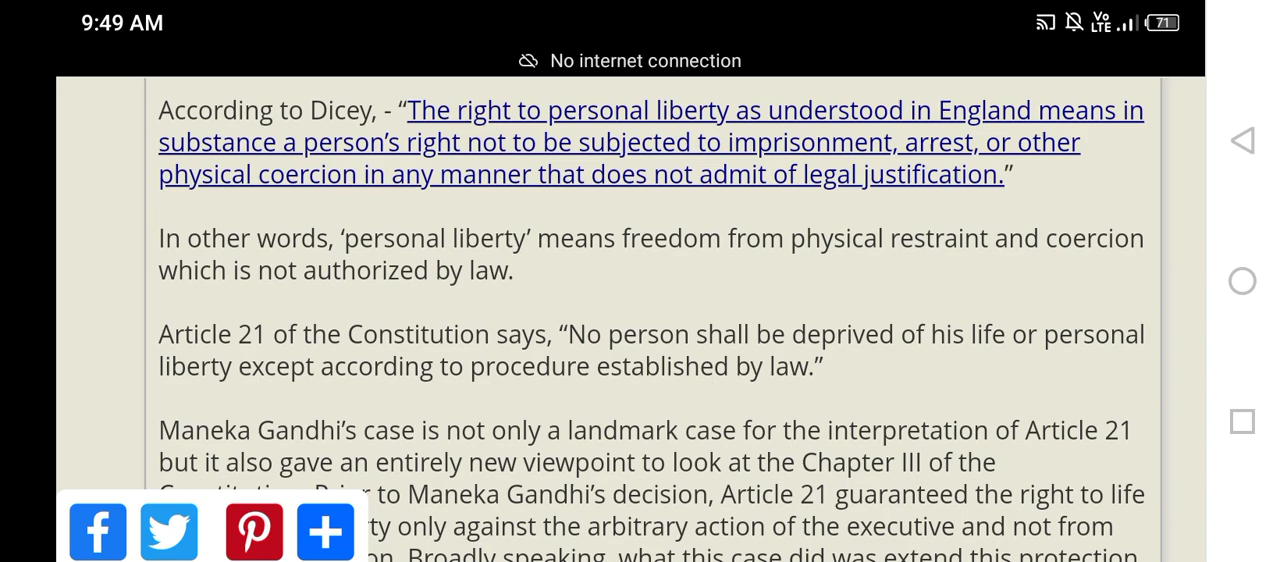 9:49 AM
Vo LTE 71
No internet connection
According to Dicey, - “The right to personal liberty as understood in England means in
substance a person’s right not to be subjected to imprisonment, arrest, or other
physical coercion in any manner that does not admit of legal justification.”
In other words, ‘personal liberty’ means freedom from physical restraint and coercion
which is not authorized by law.
Article 21 of the Constitution says, “No person shall be deprived of his life or personal
liberty except according to procedure established by law.”
Maneka Gandhi’s case is not only a landmark case for the interpretation of Article 21
but it also gave an entirely new viewpoint to look at the Chapter III of the
to Maneka Gandhi’s decision, Article 21 guaranteed the right to life
only against the arbitrary action of the executive and not from
Broadly speaking, what this case did was extend this protection